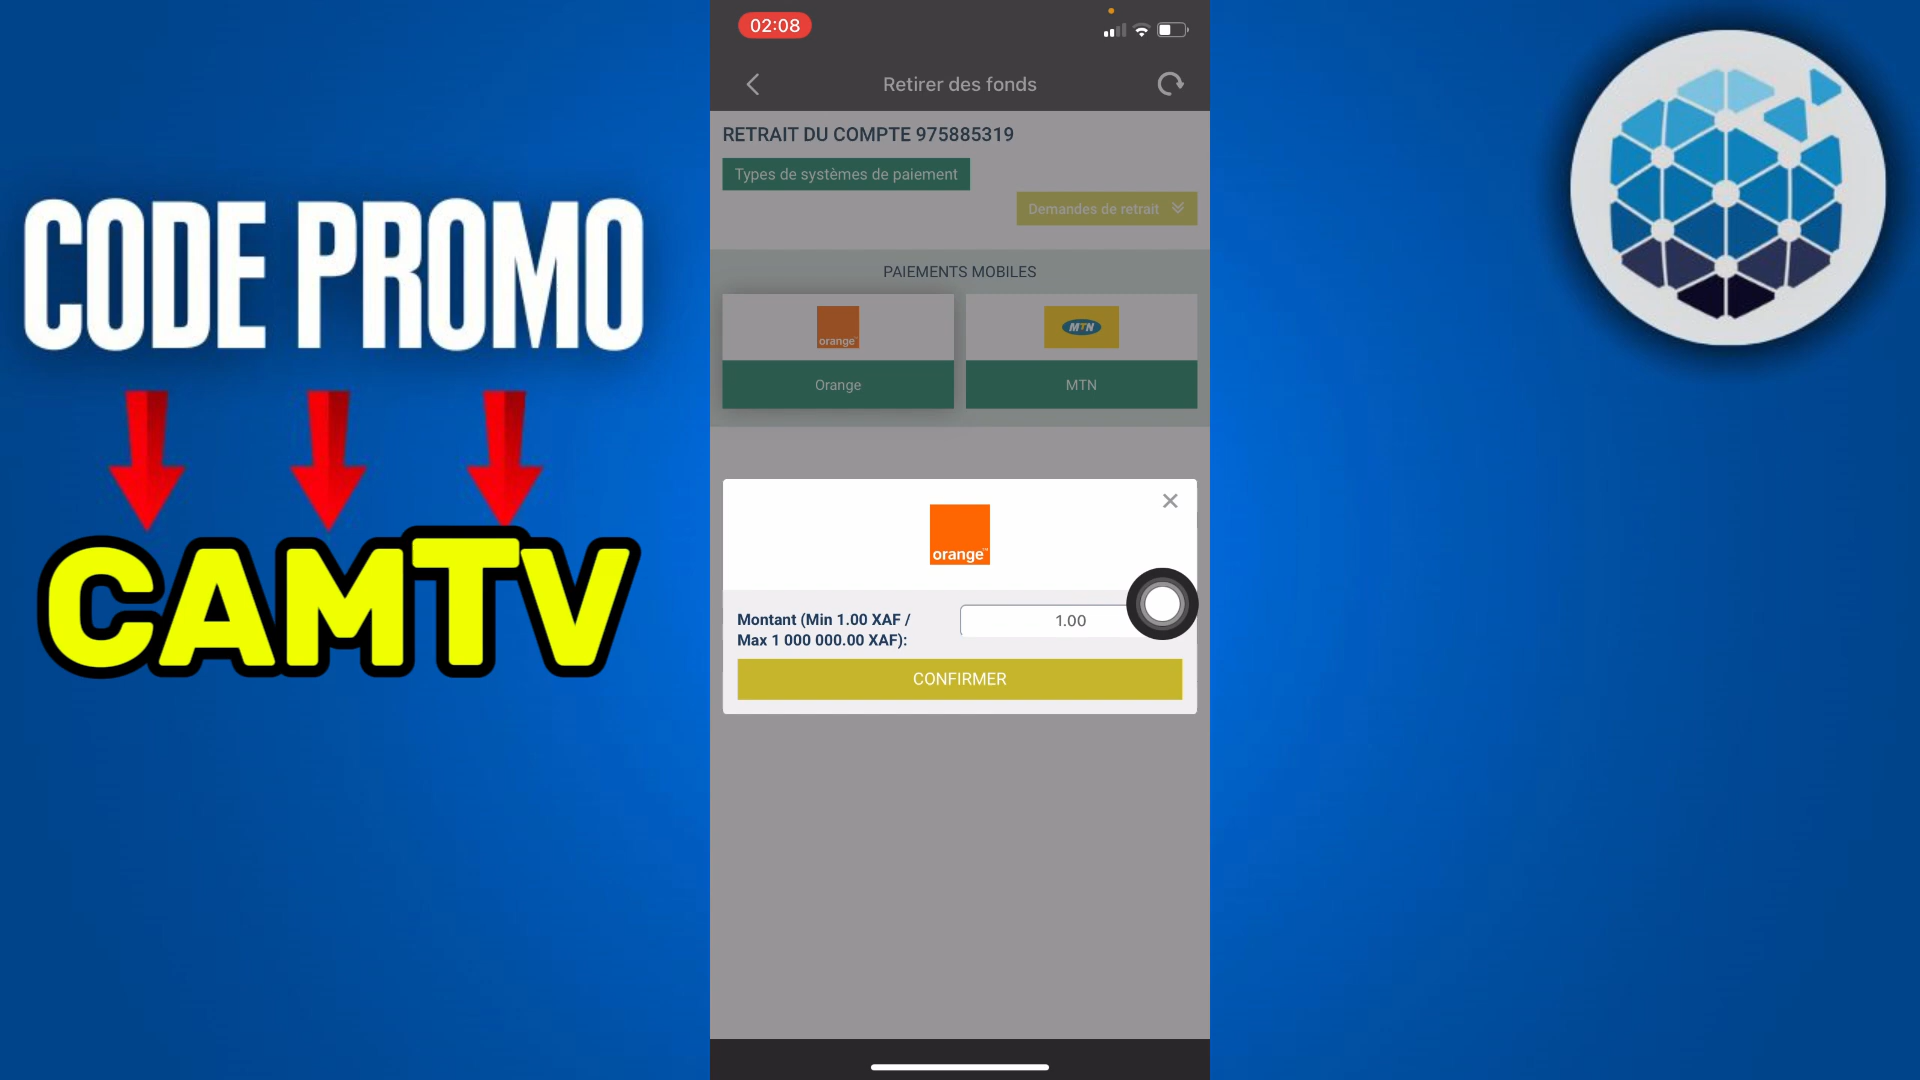 CODE PROMO
CAMTV
02:08
Retirer des fonds
RETRAIT DU COMPTE 975885319
Types de systèmes de paiement
Demandes de retrait
PAIEMENTS MOBILES
orange™
MTN
Orange
MTN
orange™
Montant (Min 1.00 XAF /
Max 1 000 000.00 XAF):
1.00
CONFIRMER